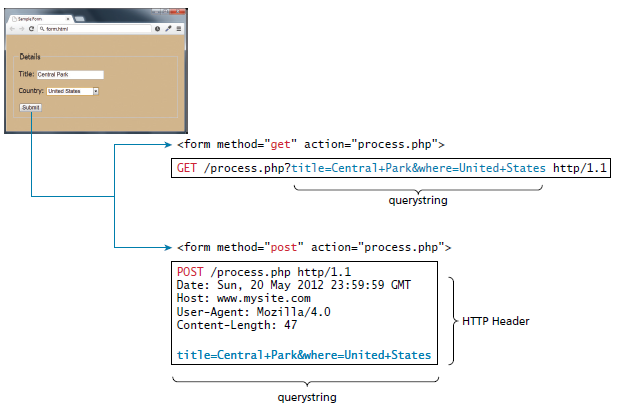 Sample Form
form.html
Details
Title: Central Park
Country: United States
Submit
<form method="get" action="process.php">
GET /process.php?title=Central+Park&where=United+States http/1.1
querystring
<form method="post" action="process.php">
POST /process.php http/1.1
Date: Sun, 20 May 2012 23:59:59 GMT
Host: www.mysite.com
User-Agent: Mozilla/4.0
Content-Length: 47
HTTP Header
title=Central+Park&where=United+States
querystring